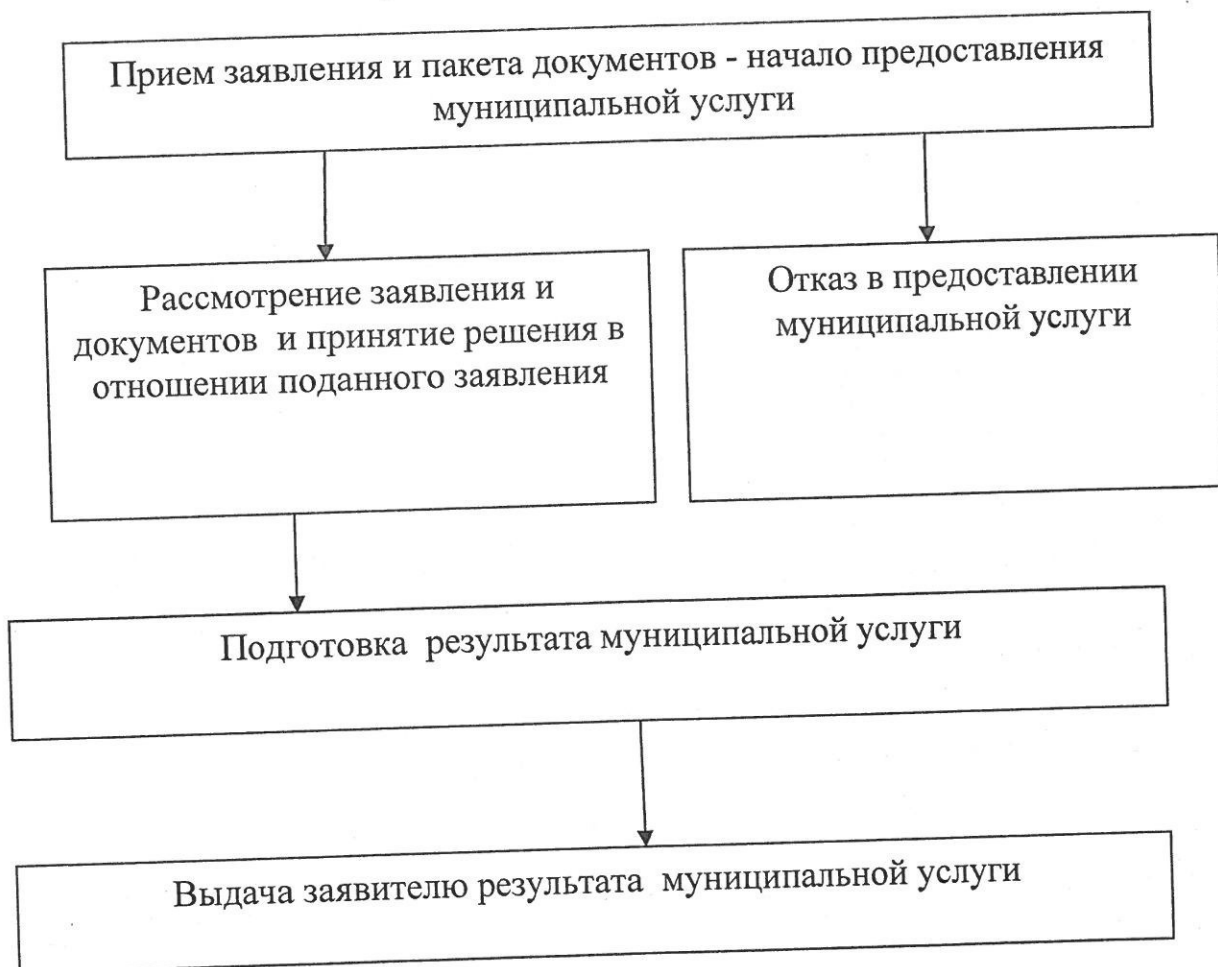 Прием заявления и пакета документов - начало предоставления
муниципальной услуги
Рассмотрение заявления и
документов и принятие решения в
отношении поданного заявления
Отказ в предоставлении
муниципальной услуги
Подготовка результата муниципальной услуги
Выдача заявителю результата муниципальной услуги